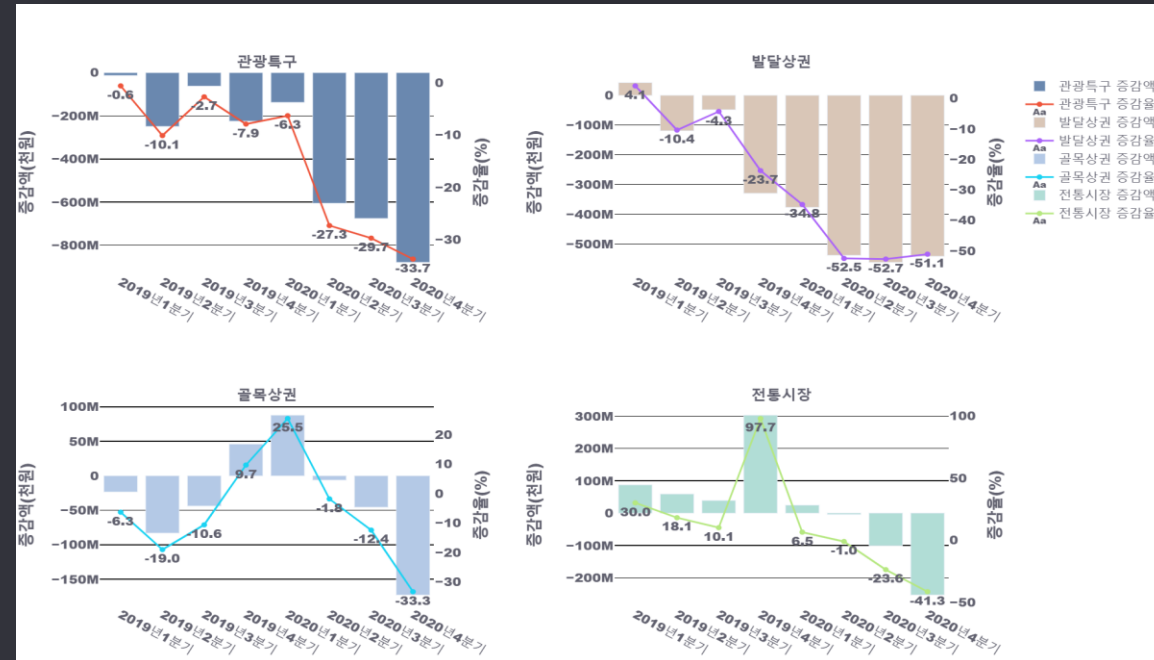 관광특구
0
−200M
−400M
−600M
−800M
증감액(천원)
0
−10
−20
−30
증감율(%)
-0.6
-10.1
-2.7
-7.9
-6.3
-27.3
-29.7
-33.7
2019년1분기
2019년2분기
2019년3분기
2019년4분기
2020년1분기
2020년2분기
2020년3분기
2020년4분기
발달상권
0
−100M
−200M
−300M
−400M
−500M
증감액(천원)
0
−10
−20
−30
−40
−50
증감율(%)
4.1
-10.4
-4.3
-23.7
-34.8
-52.5
-52.7
-51.1
2019년1분기
2019년2분기
2019년3분기
2019년4분기
2020년1분기
2020년2분기
2020년3분기
2020년4분기
관광특구 증감액
관광특구 증감율
Aa
발달상권 증감액
발달상권 증감율
Aa
골목상권 증감액
골목상권 증감율
Aa
전통시장 증감액
전통시장 증감율
Aa
골목상권
100M
50M
0
−50M
−100M
−150M
증감액(천원)
20
10
0
−10
−20
−30
증감율(%)
-6.3
-19.0
-10.6
9.7
25.5
-1.8
-12.4
-33.3
2019년1분기
2019년2분기
2019년3분기
2019년4분기
2020년1분기
2020년2분기
2020년3분기
2020년4분기
전통시장
300M
200M
100M
0
−100M
−200M
증감액(천원)
100
50
0
−50
증감율(%)
30.0
18.1
10.1
97.7
6.5
-1.0
-23.6
-41.3
2019년1분기
2019년2분기
2019년3분기
2019년4분기
2020년1분기
2020년2분기
2020년3분기
2020년4분기